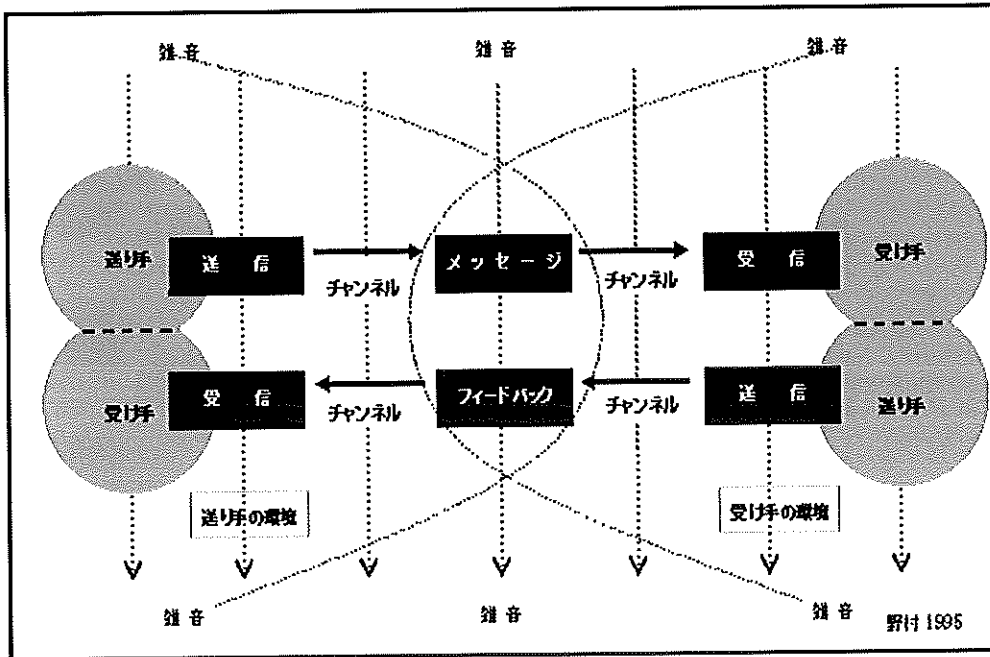 雑 音
雑 音
雑 音
送り手
送 信
チャンネル
メッセージ
チャンネル
受 信
受け手
受け手
受 信
チャンネル
フィードバック
チャンネル
送 信
送り手
送り手の環境
受け手の環境
雑 音
雑 音
雑 音
野村 1995